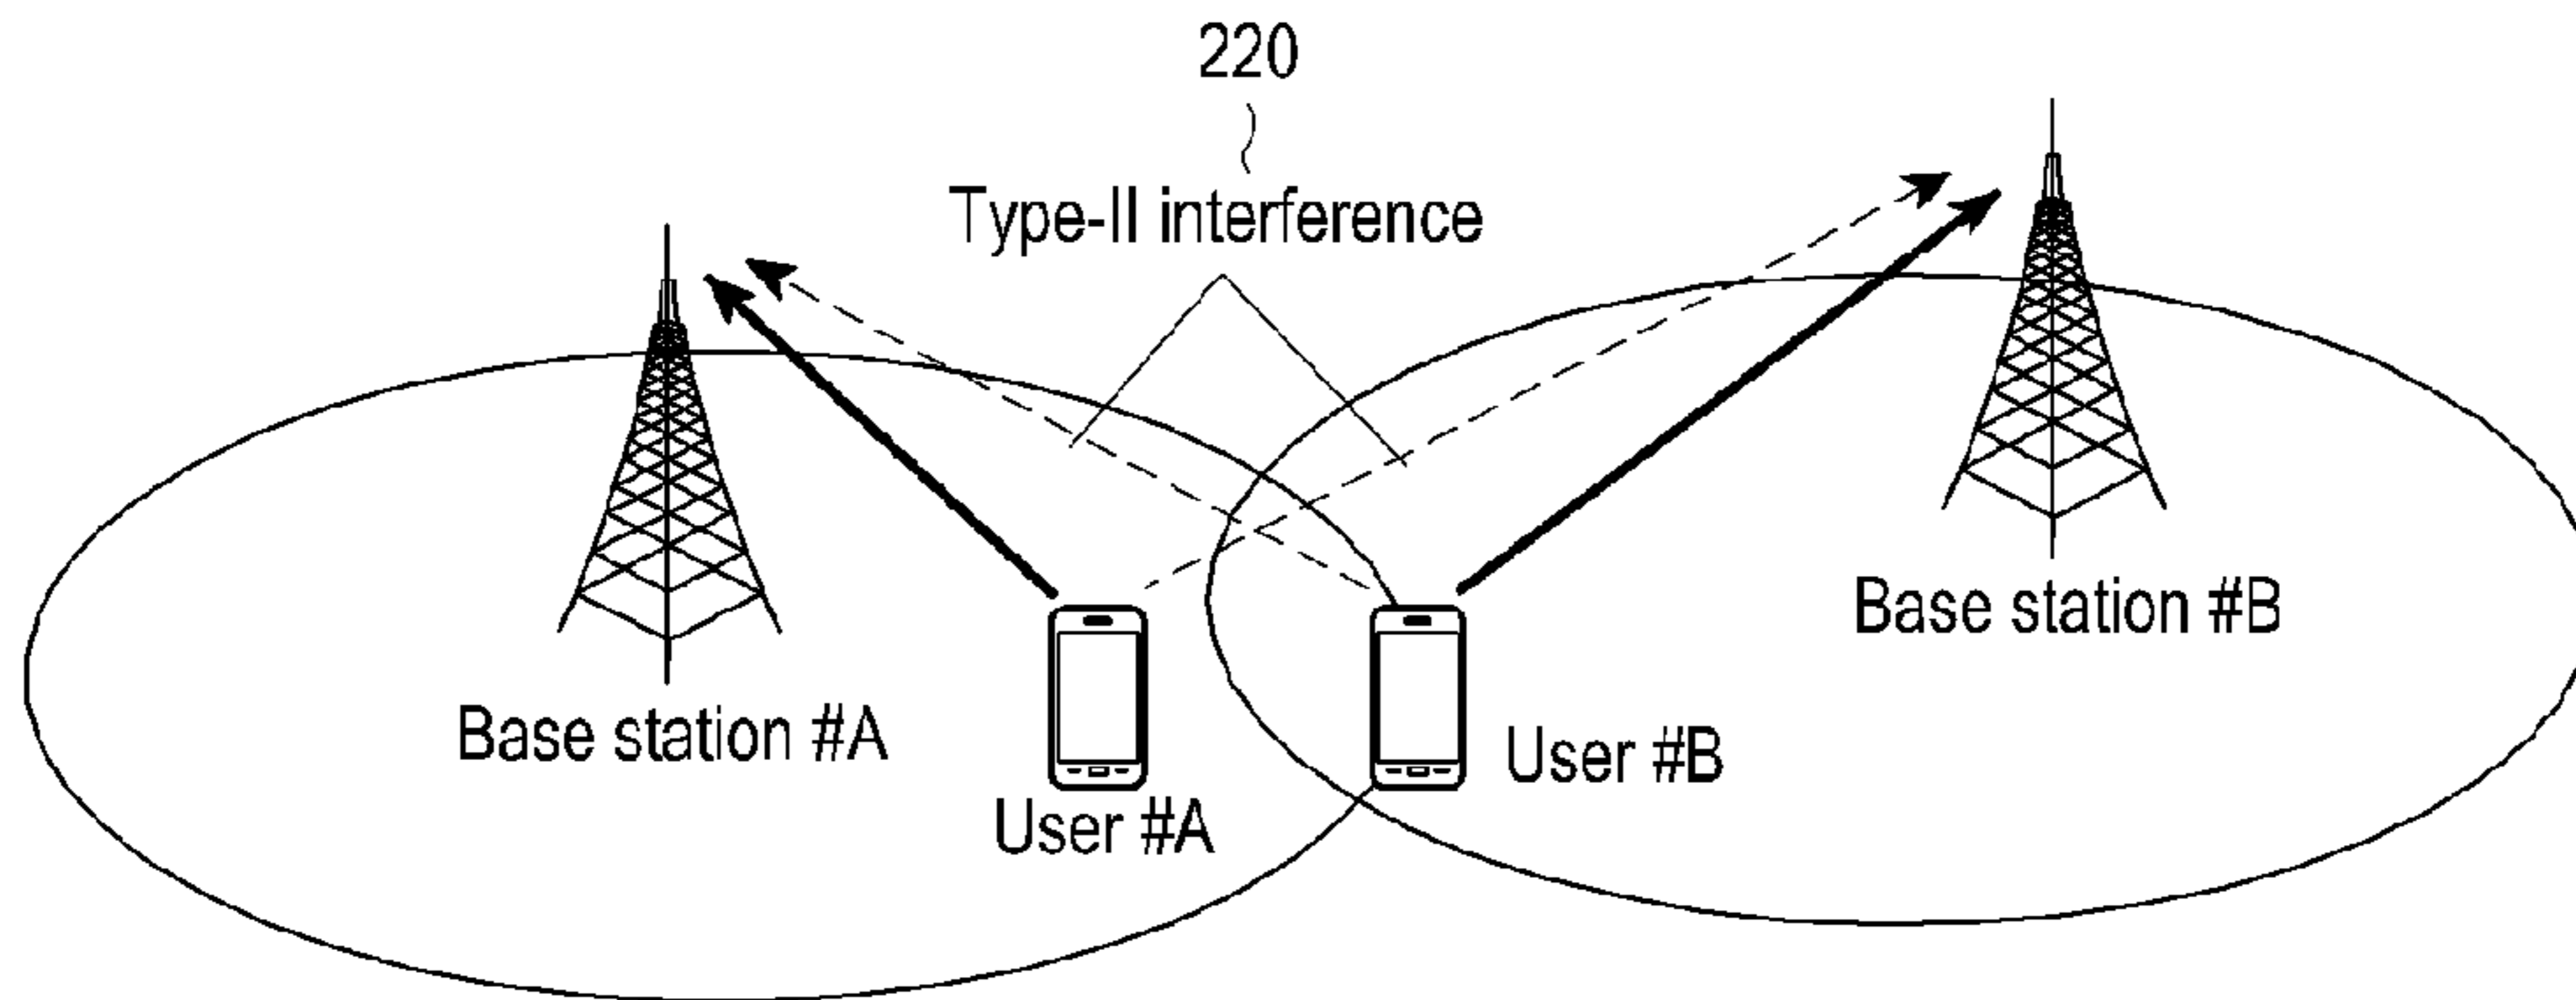 220
Type-II interference
Base station #B
Base station #A
User #B
User #A